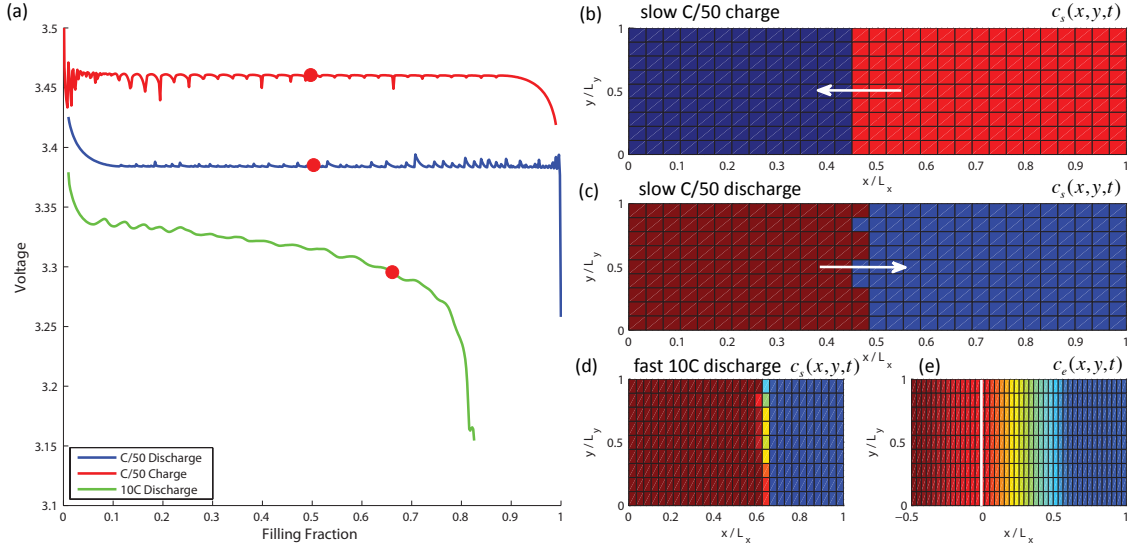 (a)
3.5
3.45
3.4
3.35
3.3
3.25
3.2
3.15
3.1
Voltage
0 0.1 0.2 0.3 0.4 0.5 0.6 0.7 0.8 0.9 1
Filling Fraction
C/50 Discharge
C/50 Charge
10C Discharge
(b) slow C/50 charge c_s(x,y,t)
1
0.5
0
y / L_y
0 0.1 0.2 0.3 0.4 0.5 0.6 0.7 0.8 0.9 1
x / L_x
(c) slow C/50 discharge c_s(x,y,t)
1
0.5
0
y / L_y
0 0.1 0.2 0.3 0.4 0.5 0.6 0.7 0.8 0.9 1
x / L_x
(d) fast 10C discharge c_s(x,y,t)
1
0.5
0
y / L_y
0 0.2 0.4 0.6 0.8 1
x / L_x
(e) c_e(x,y,t)
1
0.5
0
y / L_y
−0.5 0 0.5 1
x / L_x